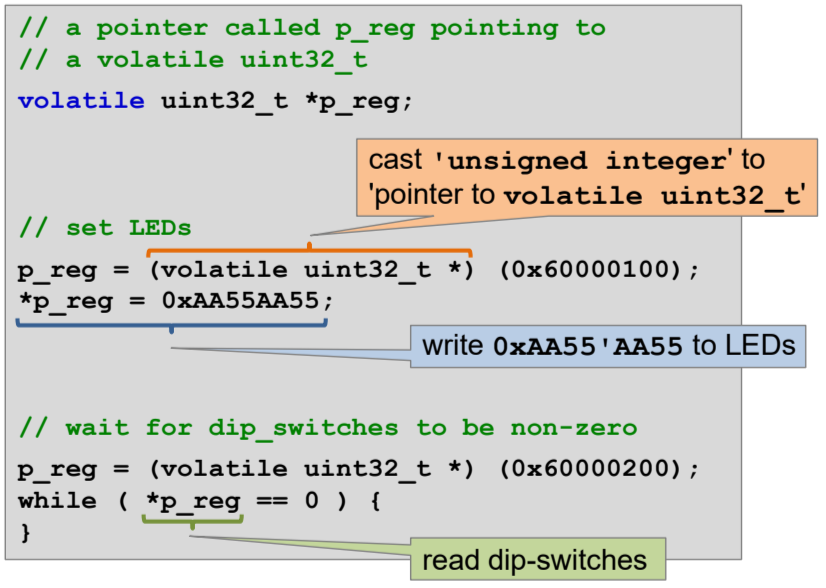 // a pointer called p_reg pointing to
// a volatile uint32_t
volatile uint32_t *p_reg;
cast 'unsigned integer' to
'pointer to volatile uint32_t'
// set LEDs
p_reg = (volatile uint32_t *) (0x60000100);
*p_reg = 0xAA55AA55;
write 0xAA55'AA55 to LEDs
// wait for dip_switches to be non-zero
p_reg = (volatile uint32_t *) (0x60000200);
while ( *p_reg == 0 ) {
}
read dip-switches